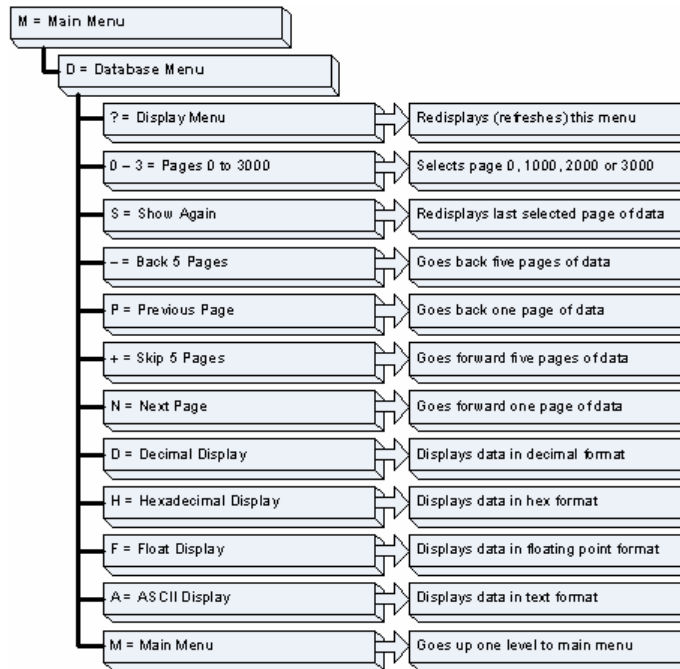 M = Main Menu
D = Database Menu
? = Display Menu
Redisplays (refreshes) this menu
0 – 3 = Pages 0 to 3000
Selects page 0, 1000, 2000 or 3000
S = Show Again
Redisplays last selected page of data
– = Back 5 Pages
Goes back five pages of data
P = Previous Page
Goes back one page of data
+ = Skip 5 Pages
Goes forward five pages of data
N = Next Page
Goes forward one page of data
D = Decimal Display
Displays data in decimal format
H = Hexadecimal Display
Displays data in hex format
F = Float Display
Displays data in floating point format
A = ASCII Display
Displays data in text format
M = Main Menu
Goes up one level to main menu